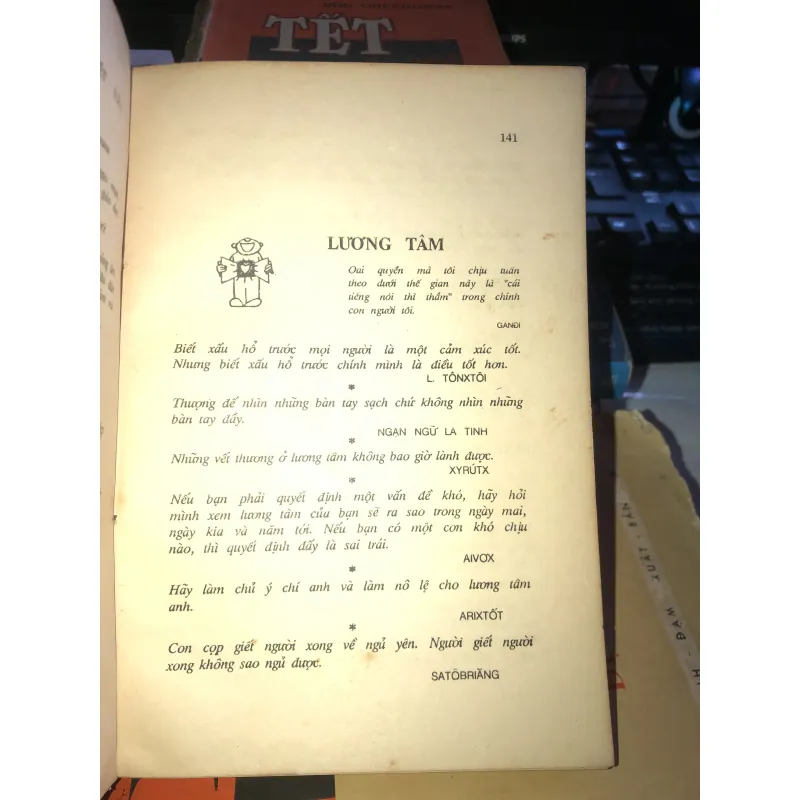 TẾT
141
LƯƠNG TÂM
Oai quyền mà tôi chịu tuân
theo dưới thế gian này là "cái
tiếng nói thì thầm" trong chính
con người tôi.
GANĐI
Biết xấu hổ trước mọi người là một cảm xúc tốt.
Nhưng biết xấu hổ trước chính mình là điều tốt hơn.
L. TÔNXTÔI
*
Thượng đế nhìn những bàn tay sạch chứ không nhìn những
bàn tay đầy.
NGẠN NGỮ LA TINH
*
Những vết thương ở lương tâm không bao giờ lành được.
XYRÚTX
*
Nếu bạn phải quyết định một vấn đề khó, hãy hỏi
mình xem lương tâm của bạn sẽ ra sao trong ngày mai,
ngày kia và năm tới. Nếu bạn có một cơn khó chịu
nào, thì quyết định đấy là sai trái.
AIVƠX
*
Hãy làm chủ ý chí anh và làm nô lệ cho lương tâm
anh.
ARIXTỐT
*
Con cọp giết người xong về ngủ yên. Người giết người
xong không sao ngủ được.
SATÔBRIĂNG
XUẤT - BẢN